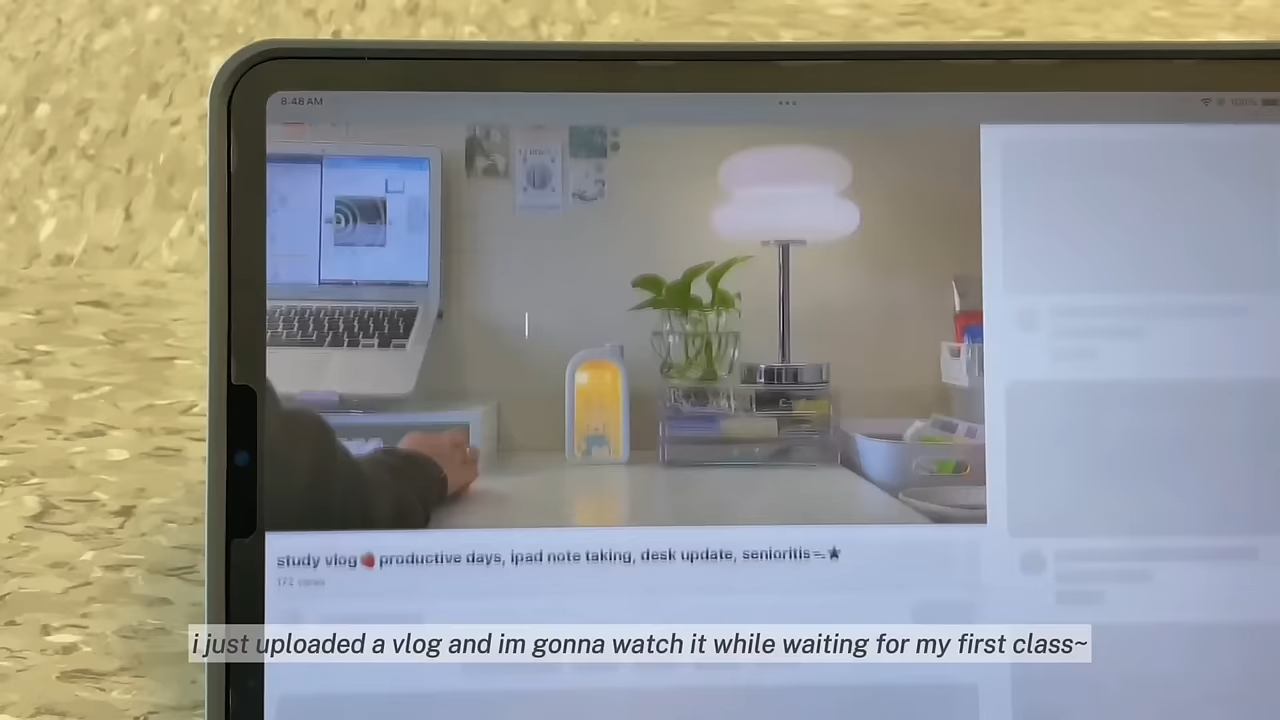 8:48 AM
100%
study vlog🍓 productive days, ipad note taking, desk update, senioritis
i just uploaded a vlog and im gonna watch it while waiting for my first class~